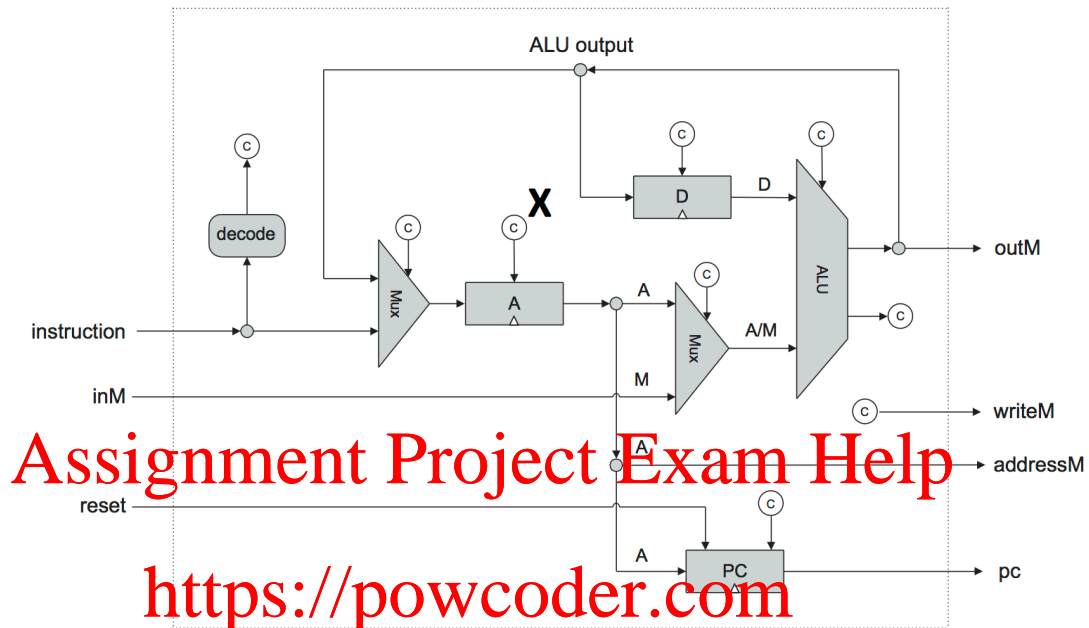 ALU output
C
C
C
D
D
C
decode
X
C
C
C
outM
Mux
A
A
Mux
ALU
A/M
C
instruction
M
inM
C
writeM
Assignment Project Exam Help
A
addressM
reset
C
A
PC
pc
https://powcoder.com